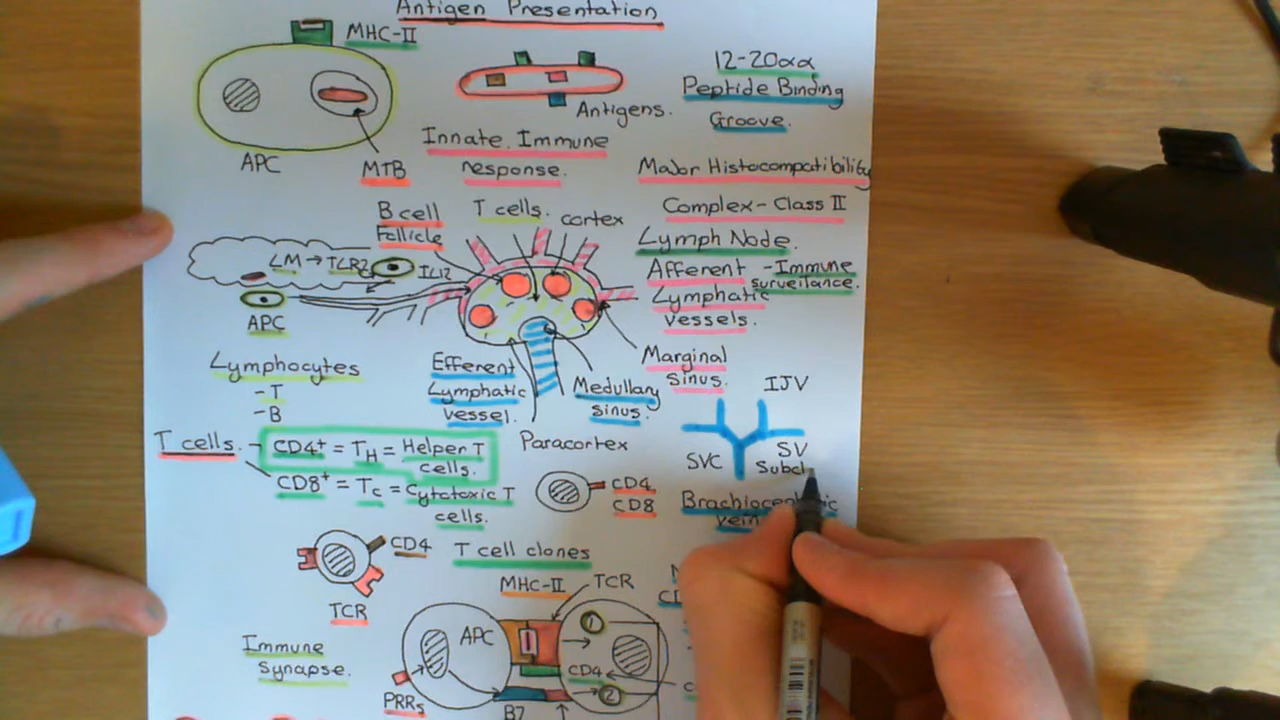 Antigen Presentation
MHC-II
APC
MTB
Antigens.
12-20αα
Peptide Binding
Groove.
Innate Immune
response.
Major Histocompatibility
Complex - Class II
B cell
Follicle
T cells.
cortex
Lymph Node.
LM → TLR2
IL12
APC
Afferent - Immune
surveilance.
Lymphatic
vessels.
Marginal
sinus.
Lymphocytes
-T
-B
Efferent
Lymphatic
vessel.
Medullary
sinus.
IJV
SV
SVC
Subcl
Paracortex
T cells.
CD4+ = TH = Helper T
cells.
CD8+ = Tc = Cytotoxic T
cells.
CD4
CD8
CD4
TCR
T cell clones
MHC-II
TCR
APC
1
CD4
2
Immune
Synapse.
PRRs
B7